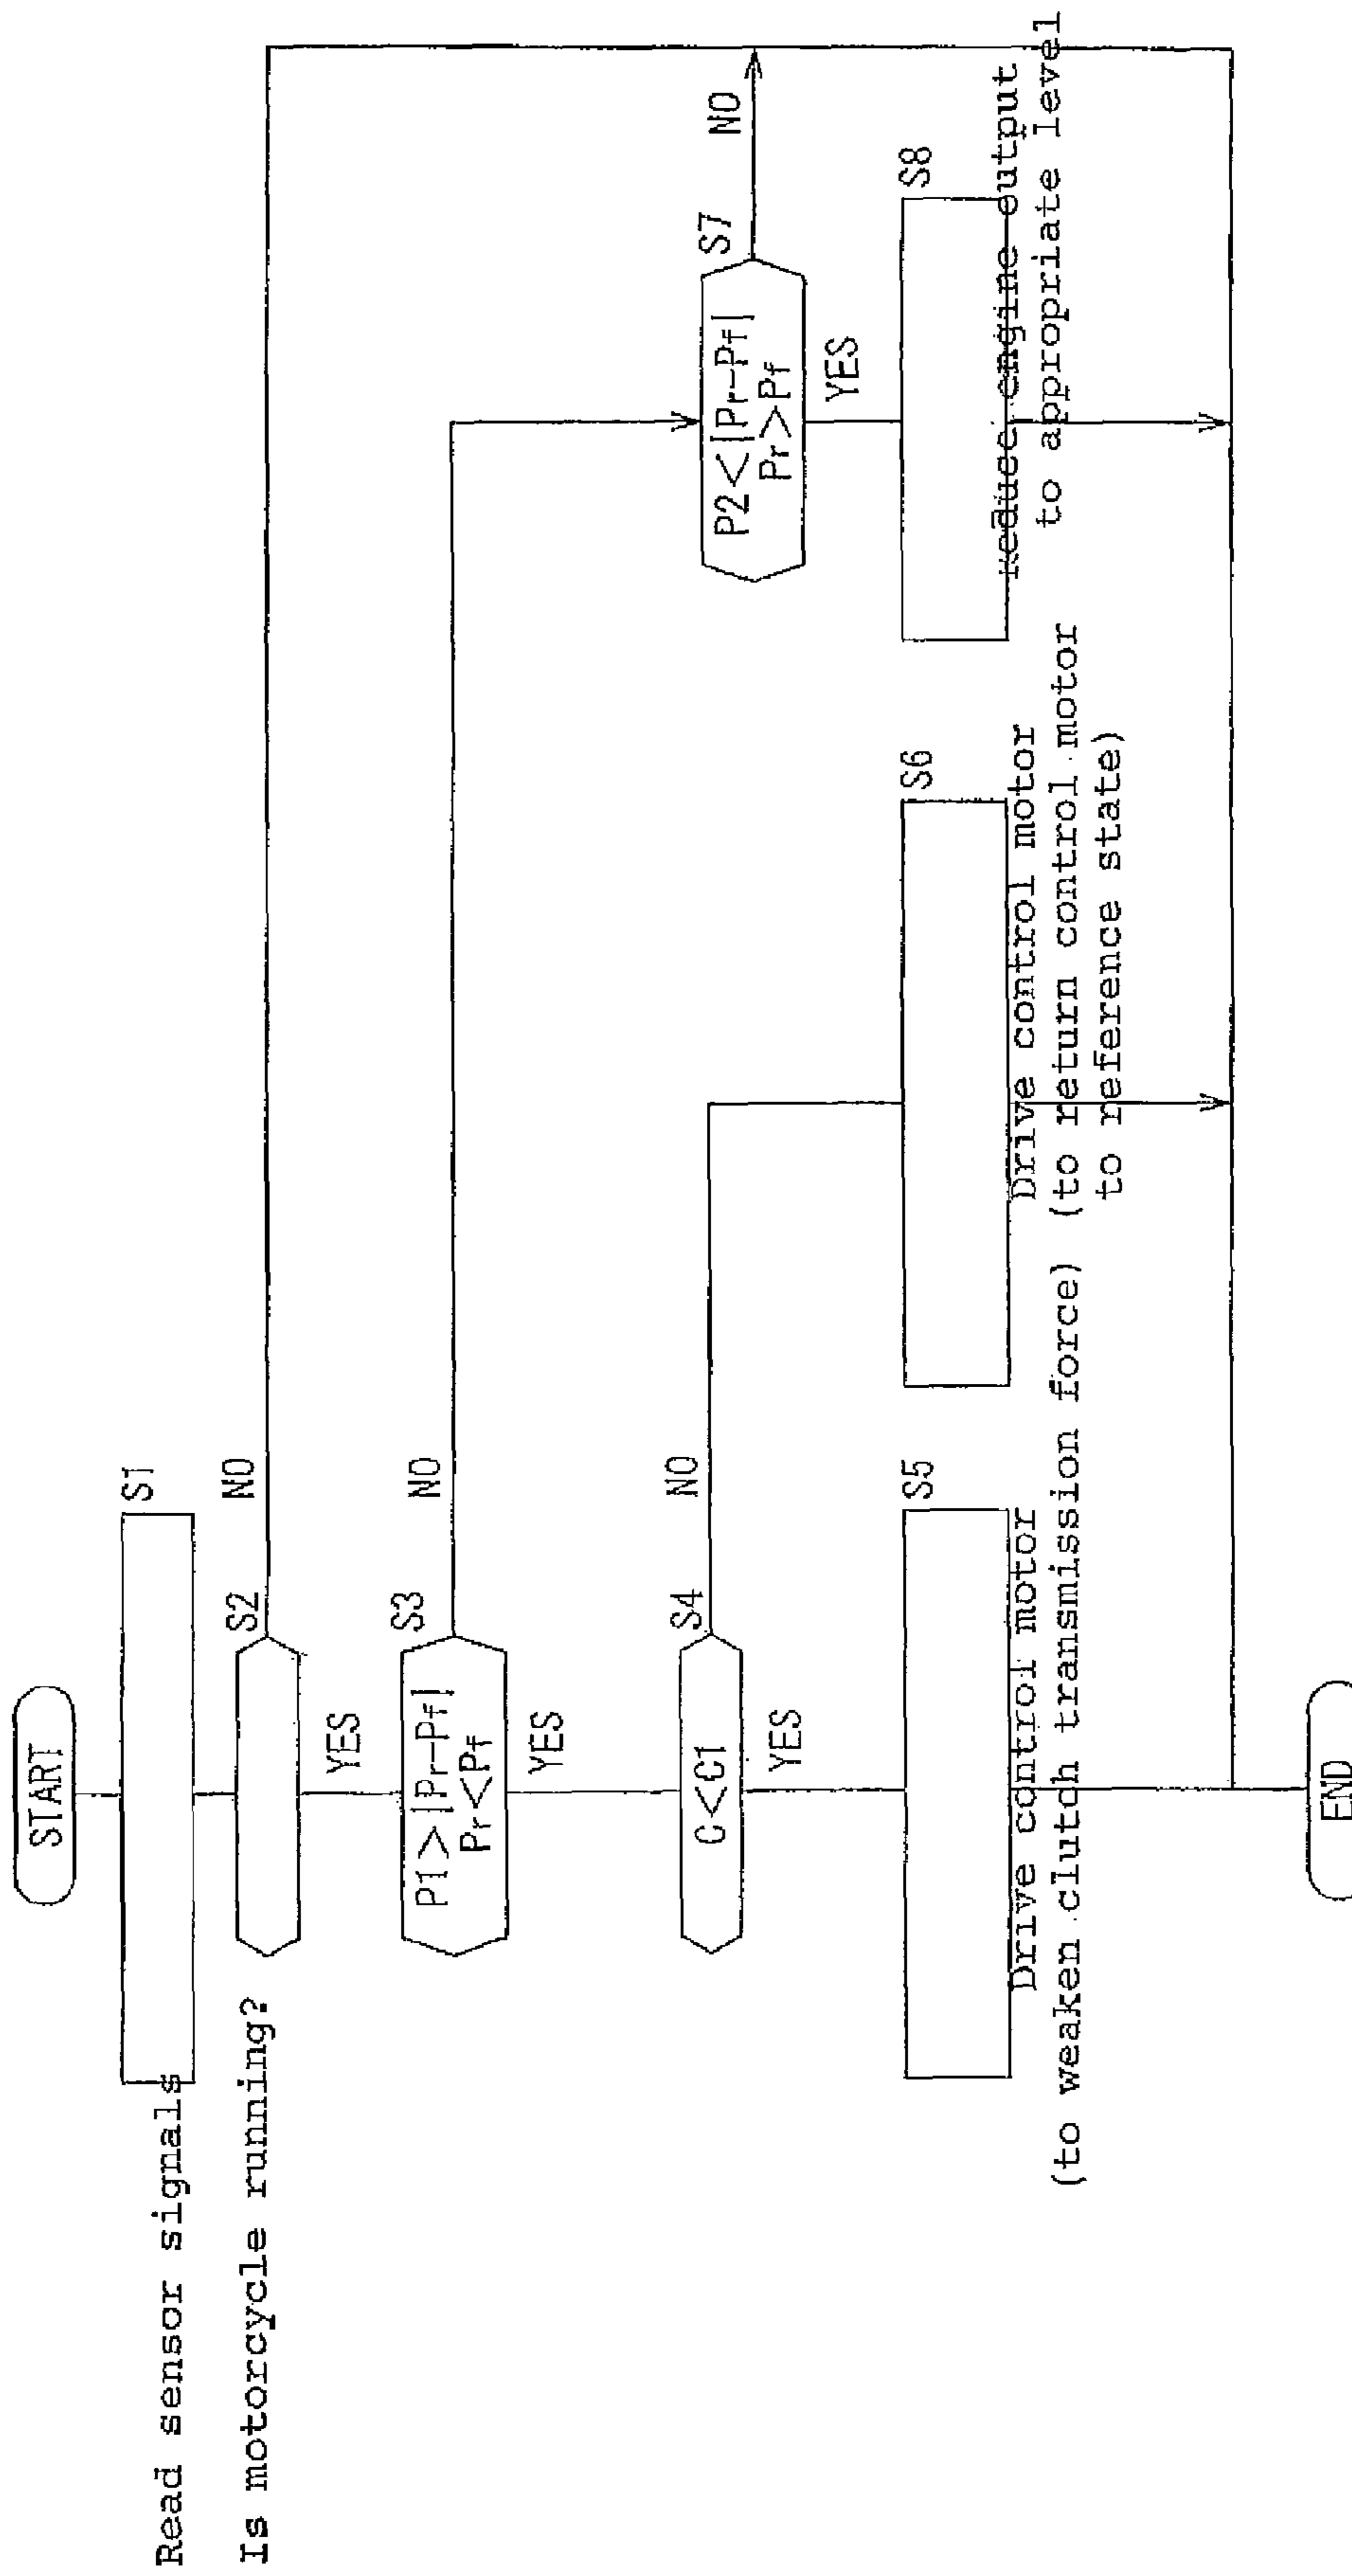 START
S1
Read sensor signals
S2
NO
Is motorcycle running?
YES
S3
NO
P1>|Pr-Pf|
Pr<Pf
YES
S4
NO
C<C1
YES
S7
NO
P2<|Pr-Pf|
Pr>Pf
YES
S5
Drive control motor
(to weaken clutch transmission force)
S6
Drive control motor
(to return control motor
to reference state)
S8
Reduce engine output
to appropriate level
END